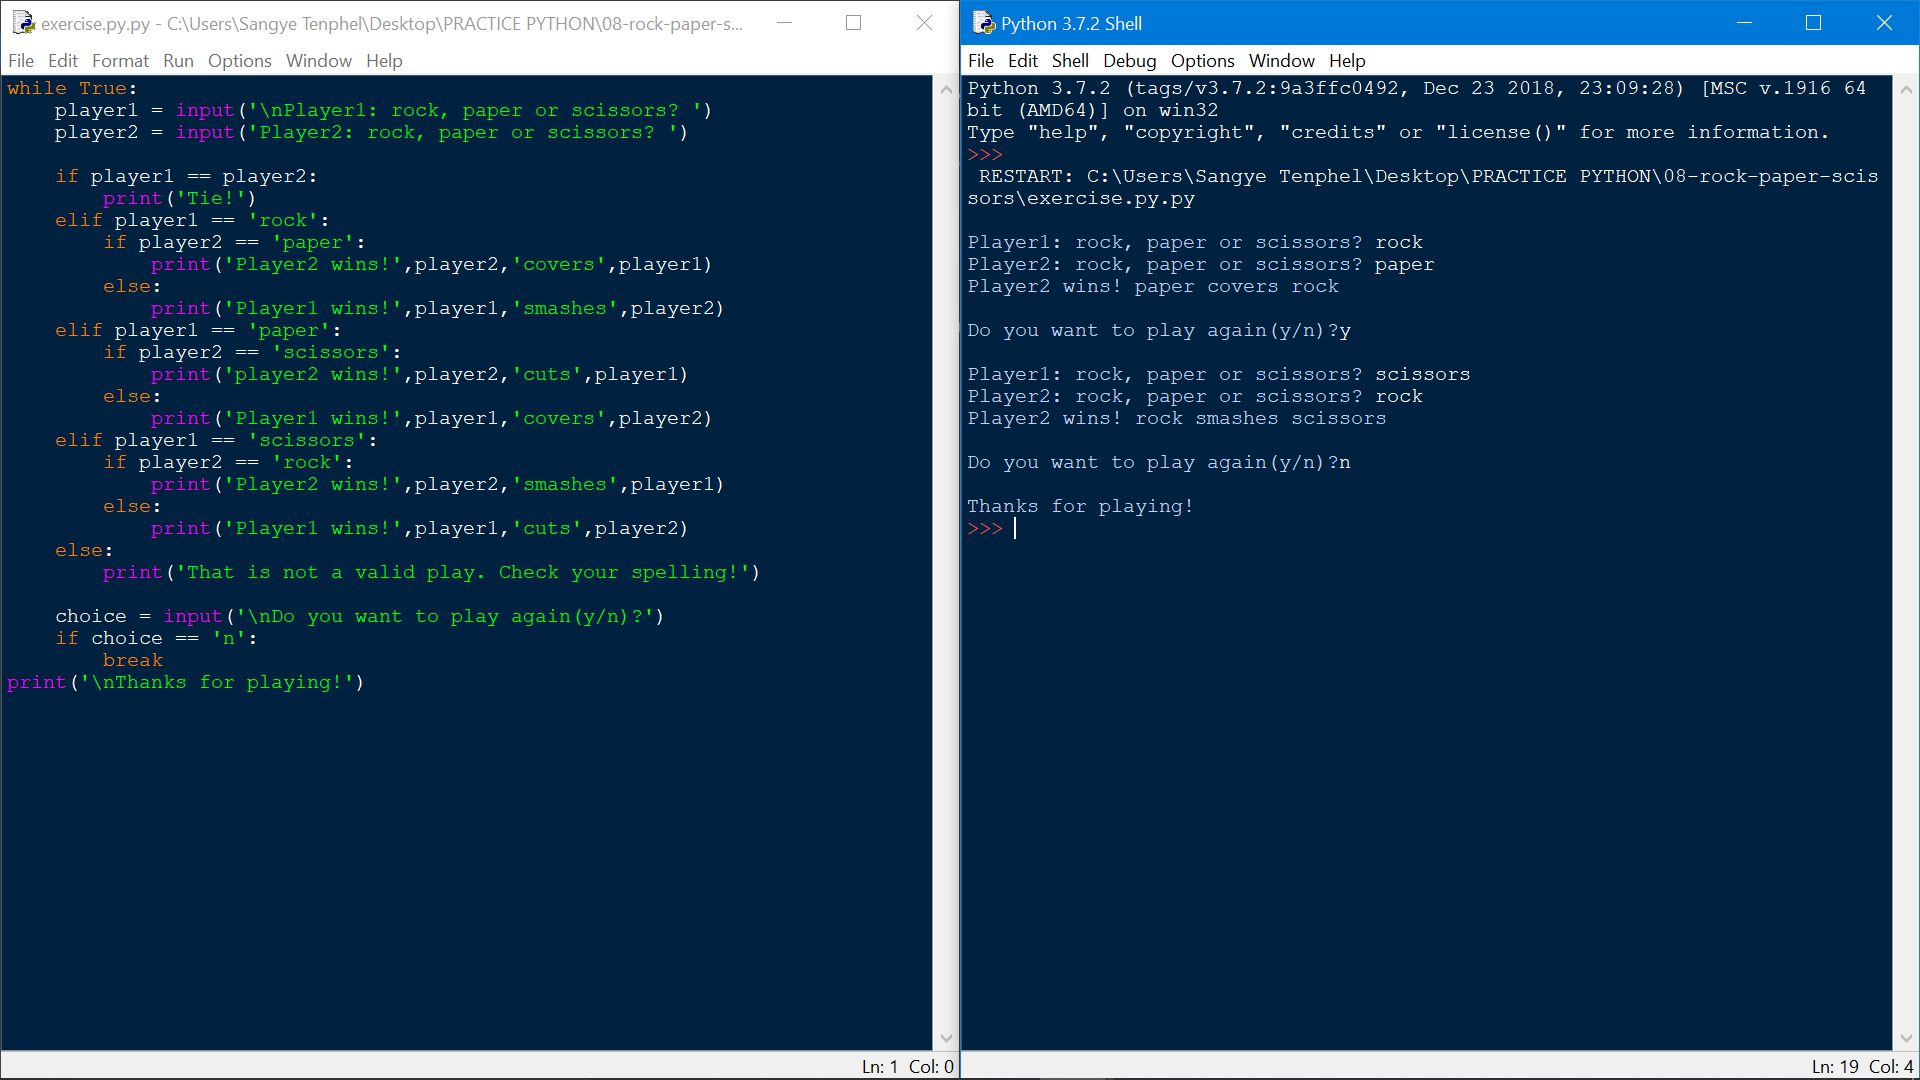 exercise.py.py - C:\Users\Sangye Tenphel\Desktop\PRACTICE PYTHON\08-rock-paper-s...
File Edit Format Run Options Window Help
while True:
    player1 = input('\nPlayer1: rock, paper or scissors? ')
    player2 = input('Player2: rock, paper or scissors? ')
    if player1 == player2:
        print('Tie!')
    elif player1 == 'rock':
        if player2 == 'paper':
            print('Player2 wins!',player2,'covers',player1)
        else:
            print('Player1 wins!',player1,'smashes',player2)
    elif player1 == 'paper':
        if player2 == 'scissors':
            print('player2 wins!',player2,'cuts',player1)
        else:
            print('Player1 wins!',player1,'covers',player2)
    elif player1 == 'scissors':
        if player2 == 'rock':
            print('Player2 wins!',player2,'smashes',player1)
        else:
            print('Player1 wins!',player1,'cuts',player2)
    else:
        print('That is not a valid play. Check your spelling!')
    choice = input('\nDo you want to play again(y/n)?')
    if choice == 'n':
        break
print('\nThanks for playing!')
Ln: 1 Col: 0
Python 3.7.2 Shell
File Edit Shell Debug Options Window Help
Python 3.7.2 (tags/v3.7.2:9a3ffc0492, Dec 23 2018, 23:09:28) [MSC v.1916 64
bit (AMD64)] on win32
Type "help", "copyright", "credits" or "license()" for more information.
>>>
 RESTART: C:\Users\Sangye Tenphel\Desktop\PRACTICE PYTHON\08-rock-paper-scis
sors\exercise.py.py
Player1: rock, paper or scissors? rock
Player2: rock, paper or scissors? paper
Player2 wins! paper covers rock
Do you want to play again(y/n)?y
Player1: rock, paper or scissors? scissors
Player2: rock, paper or scissors? rock
Player2 wins! rock smashes scissors
Do you want to play again(y/n)?n
Thanks for playing!
>>>
Ln: 19 Col: 4